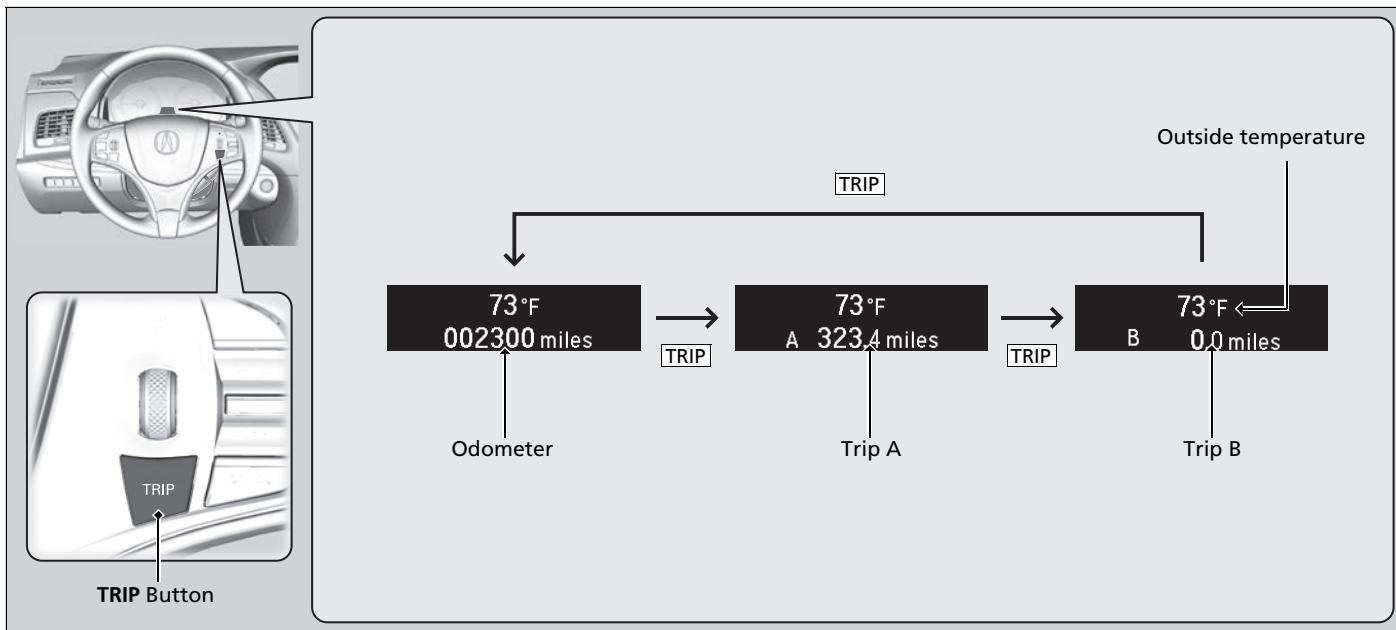 Outside temperature
TRIP
73°F
002300 miles
TRIP
73°F
A 323.4 miles
TRIP
73°F
B 0.0 miles
Odometer
Trip A
Trip B
TRIP
TRIP Button